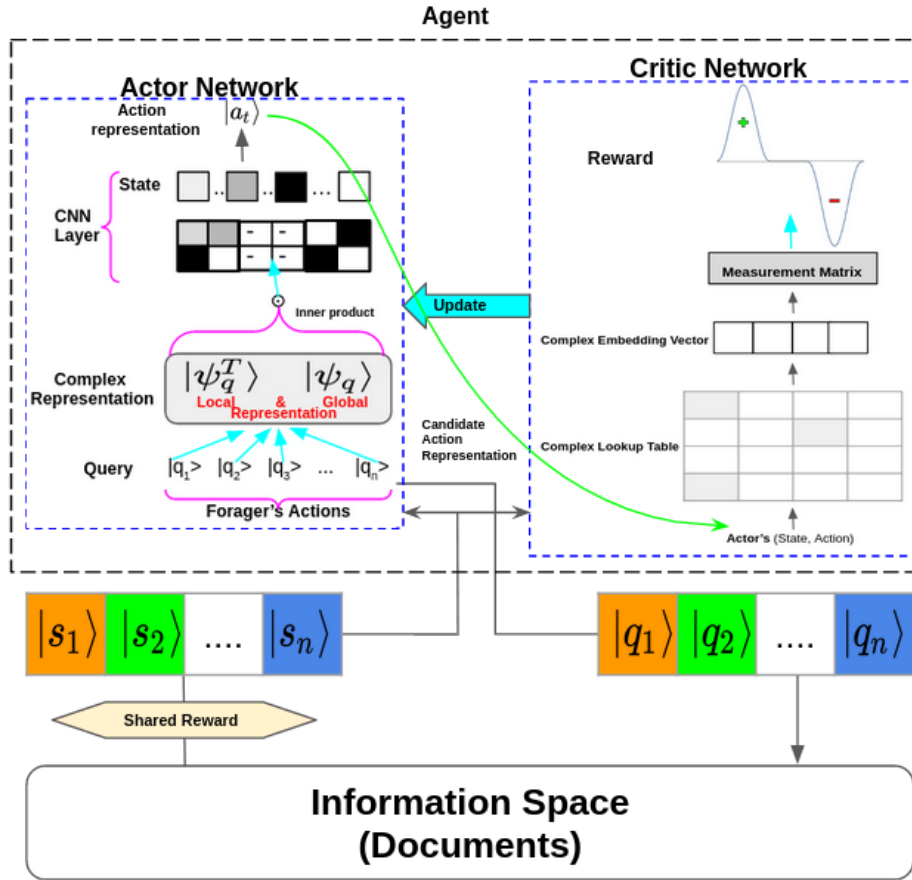 Agent
Actor Network
Critic Network
Action
representation
|a_t⟩
State
.. .. ...
CNN
Layer
- -
- -
Inner product
Complex
Representation
|ψ_q^T⟩ |ψ_q⟩
Local & Global
Representation
Query
|q₁> |q₂> |q₃> ... |qₙ>
Forager's Actions
Update
Candidate
Action
Representation
Reward
+
-
Measurement Matrix
Complex Embedding Vector
Complex Lookup Table
Actor's (State, Action)
|s₁⟩ |s₂⟩ .... |sₙ⟩
|q₁⟩ |q₂⟩ .... |qₙ⟩
Shared Reward
Information Space
(Documents)